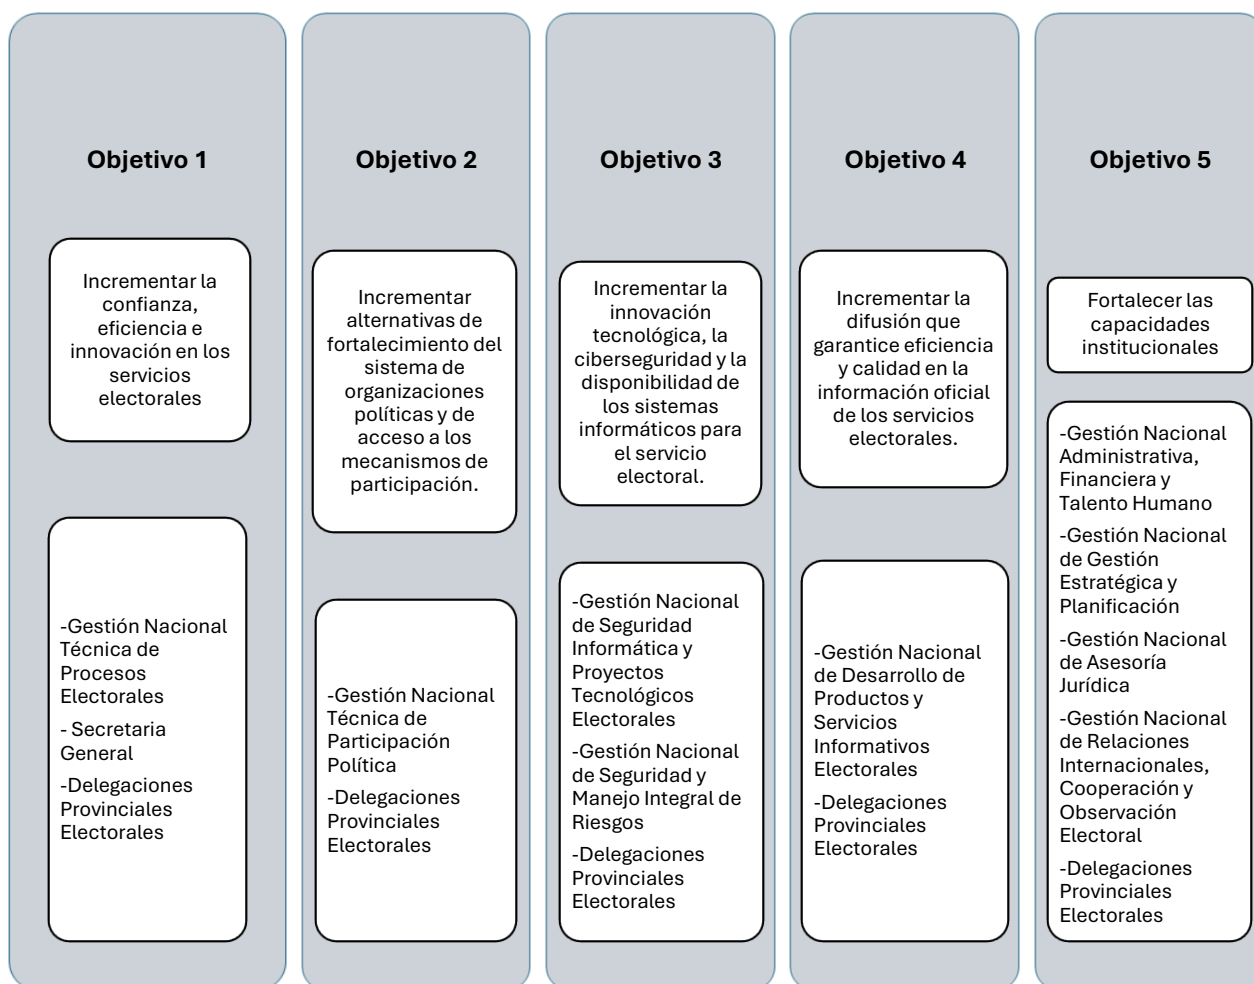 Objetivo 1
Incrementar la
confianza,
eficiencia e
innovación en los
servicios
electorales
-Gestión Nacional
Técnica de
Procesos
Electorales
- Secretaria
General
-Delegaciones
Provinciales
Electorales
Objetivo 2
Incrementar
alternativas de
fortalecimiento del
sistema de
organizaciones
políticas y de
acceso a los
mecanismos de
participación.
-Gestión Nacional
Técnica de
Participación
Política
-Delegaciones
Provinciales
Electorales
Objetivo 3
Incrementar la
innovación
tecnológica, la
ciberseguridad y la
disponibilidad de
los sistemas
informáticos para
el servicio
electoral.
-Gestión Nacional
de Seguridad
Informática y
Proyectos
Tecnológicos
Electorales
-Gestión Nacional
de Seguridad y
Manejo Integral de
Riesgos
-Delegaciones
Provinciales
Electorales
Objetivo 4
Incrementar la
difusión que
garantice eficiencia
y calidad en la
información oficial
de los servicios
electorales.
-Gestión Nacional
de Desarrollo de
Productos y
Servicios
Informativos
Electorales
-Delegaciones
Provinciales
Electorales
Objetivo 5
Fortalecer las
capacidades
institucionales
-Gestión Nacional
Administrativa,
Financiera y
Talento Humano
-Gestión Nacional
de Gestión
Estratégica y
Planificación
-Gestión Nacional
de Asesoría
Jurídica
-Gestión Nacional
de Relaciones
Internacionales,
Cooperación y
Observación
Electoral
-Delegaciones
Provinciales
Electorales